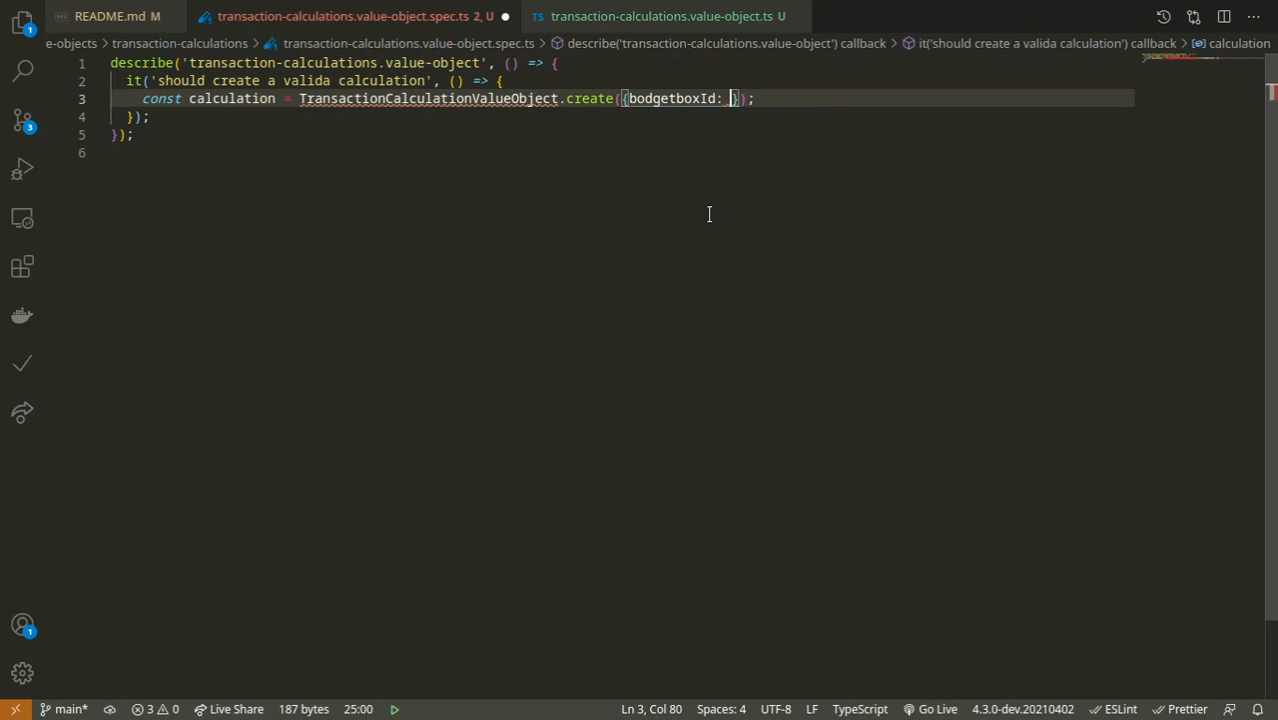 README.md M
transaction-calculations.value-object.spec.ts 2, U
TS transaction-calculations.value-object.ts U
e-objects > transaction-calculations > transaction-calculations.value-object.spec.ts > describe('transaction-calculations.value-object') callback > it('should create a valida calculation') callback > calculation
1 describe('transaction-calculations.value-object', () => {
2 it('should create a valida calculation', () => {
3 const calculation = TransactionCalculationValueObject.create({bodgetboxId: });
4 });
5 });
6
1
3
1
main* 3 0 Live Share 187 bytes 25:00 Ln 3, Col 80 Spaces: 4 UTF-8 LF TypeScript Go Live 4.3.0-dev.20210402 ESLint Prettier